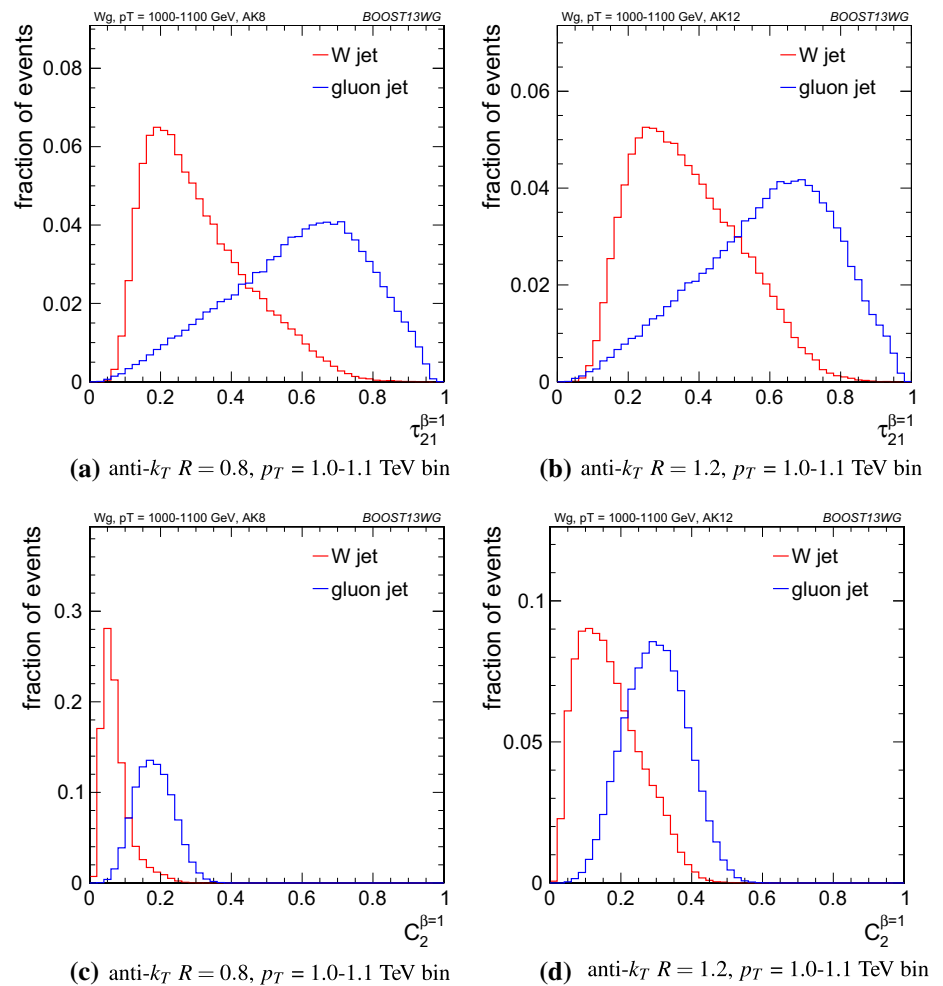 Wg, pT = 1000-1100 GeV, AK8 BOOST13WG
fraction of events
W jet
gluon jet
0.08
0.06
0.04
0.02
0
0 0.2 0.4 0.6 0.8 1
τ21^β=1
(a) anti-kT R = 0.8, pT = 1.0-1.1 TeV bin
Wg, pT = 1000-1100 GeV, AK12 BOOST13WG
fraction of events
W jet
gluon jet
0.06
0.04
0.02
0
0 0.2 0.4 0.6 0.8 1
τ21^β=1
(b) anti-kT R = 1.2, pT = 1.0-1.1 TeV bin
Wg, pT = 1000-1100 GeV, AK8 BOOST13WG
fraction of events
W jet
gluon jet
0.3
0.2
0.1
0
0 0.2 0.4 0.6 0.8 1
C2^β=1
(c) anti-kT R = 0.8, pT = 1.0-1.1 TeV bin
Wg, pT = 1000-1100 GeV, AK12 BOOST13WG
fraction of events
W jet
gluon jet
0.1
0.05
0
0 0.2 0.4 0.6 0.8 1
C2^β=1
(d) anti-kT R = 1.2, pT = 1.0-1.1 TeV bin